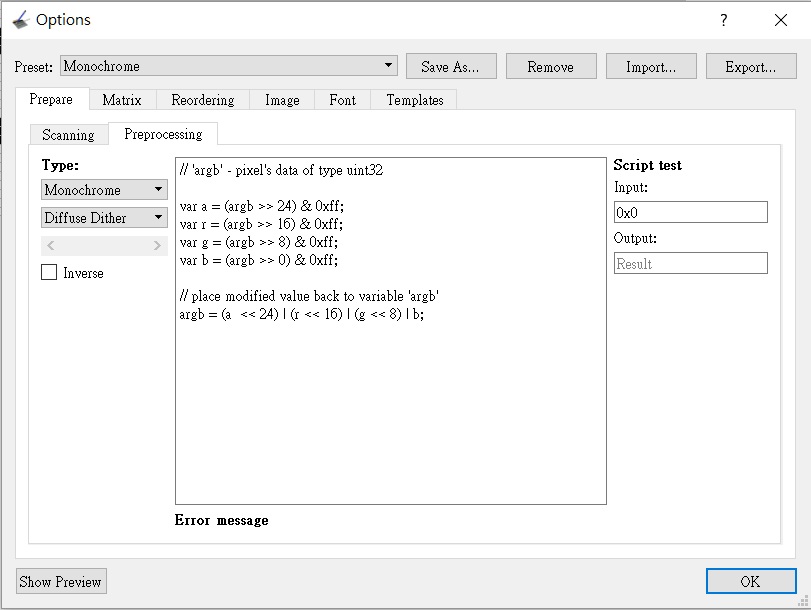 Options
?
Preset: Monochrome Save As... Remove Import... Export...
Prepare Matrix Reordering Image Font Templates
Scanning Preprocessing
Type:
Monochrome
Diffuse Dither
Inverse
// 'argb' - pixel's data of type uint32
var a = (argb >> 24) & 0xff;
var r = (argb >> 16) & 0xff;
var g = (argb >> 8) & 0xff;
var b = (argb >> 0) & 0xff;
// place modified value back to variable 'argb'
argb = (a  << 24) | (r << 16) | (g << 8) | b;
Error message
Script test
Input:
0x0
Output:
Result
Show Preview OK